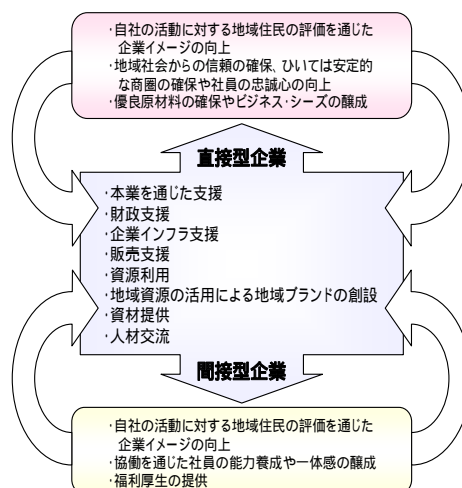 ･自社の活動に対する地域住民の評価を通じた
企業イメージの向上
･地域社会からの信頼の確保、ひいては安定的
な商圏の確保や社員の忠誠心の向上
･優良原材料の確保やビジネス･シーズの醸成
直接型企業
･本業を通じた支援
･財政支援
･企業インフラ支援
･販売支援
･資源利用
･地域資源の活用による地域ブランドの創設
･資材提供
･人材交流
間接型企業
･自社の活動に対する地域住民の評価を通じた
企業イメージの向上
･協働を通じた社員の能力養成や一体感の醸成
･福利厚生の提供